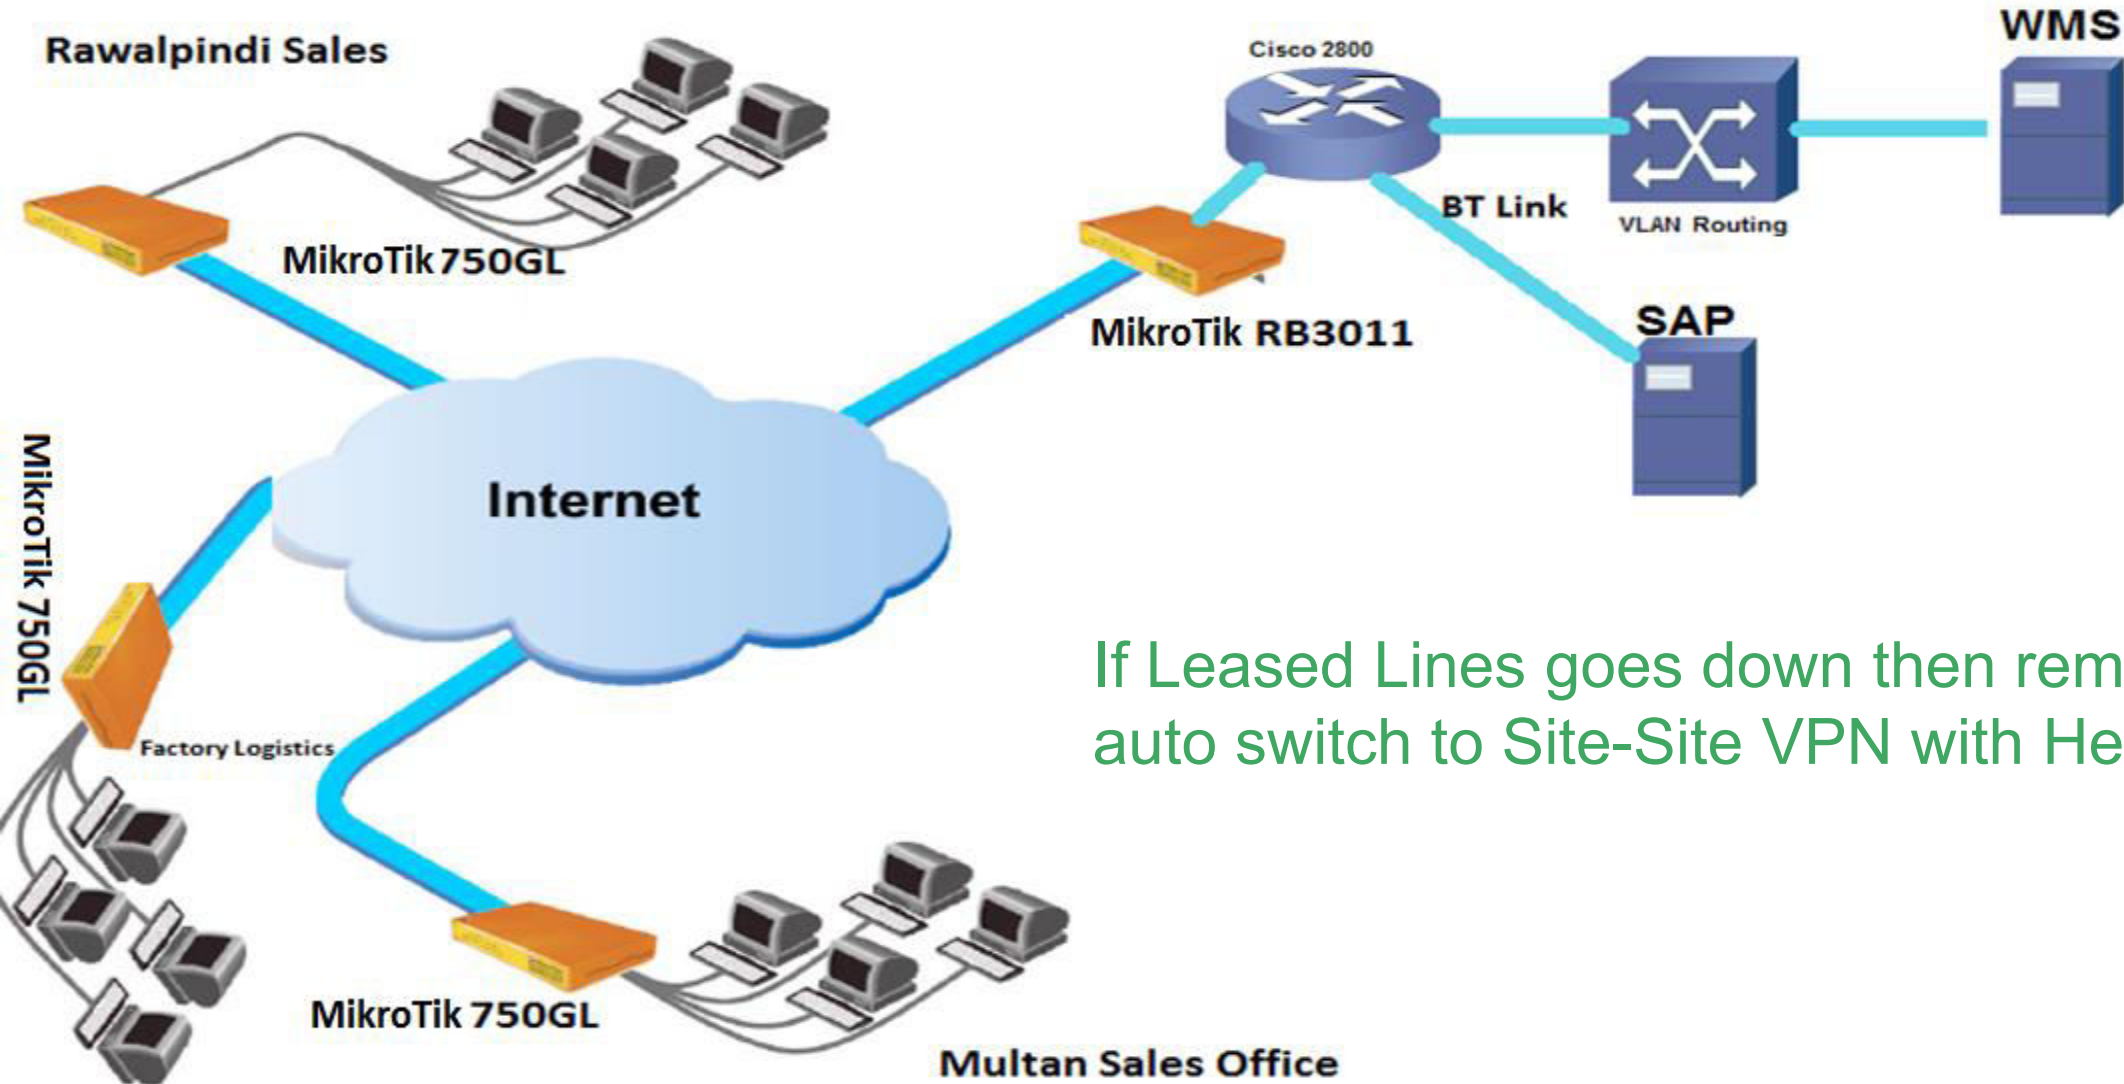 Rawalpindi Sales
MikroTik 750GL
Cisco 2800
WMS
BT Link
VLAN Routing
MikroTik RB3011
SAP
Internet
MikroTik 750GL
Factory Logistics
If Leased Lines goes down then rem
auto switch to Site-Site VPN with He
MikroTik 750GL
Multan Sales Office